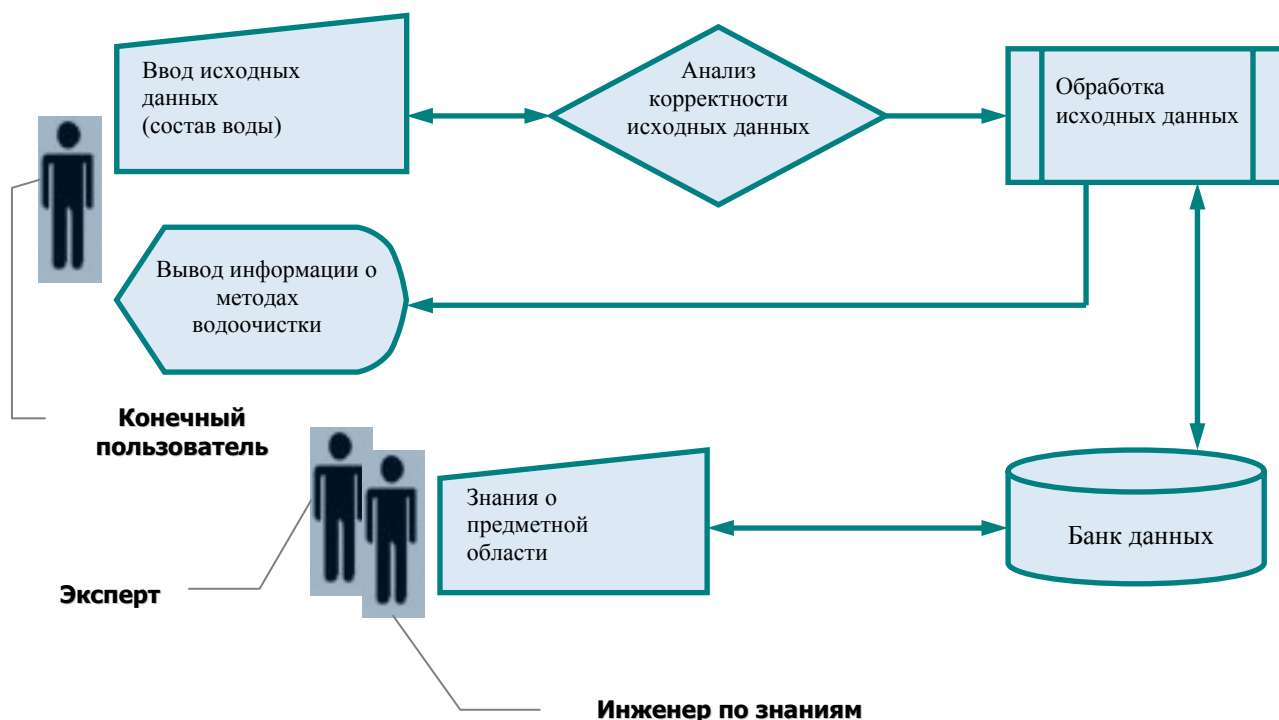 Ввод исходных
данных
(состав воды)
Анализ
корректности
исходных данных
Обработка
исходных данных
Вывод информации о
методах
водоочистки
Конечный
пользователь
Знания о
предметной
области
Банк данных
Эксперт
Инженер по знаниям